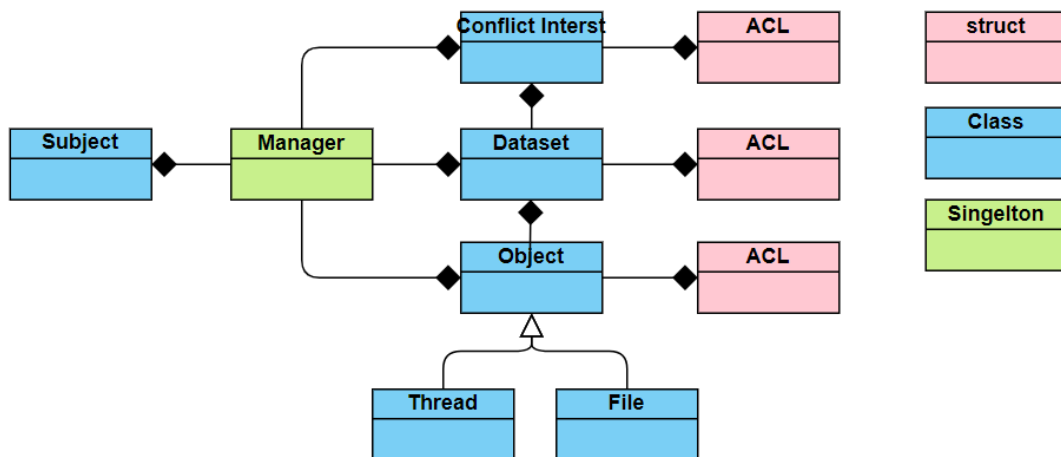 Conflict Interst
ACL
struct
Subject
Manager
Dataset
ACL
Class
Singelton
Object
ACL
Thread
File